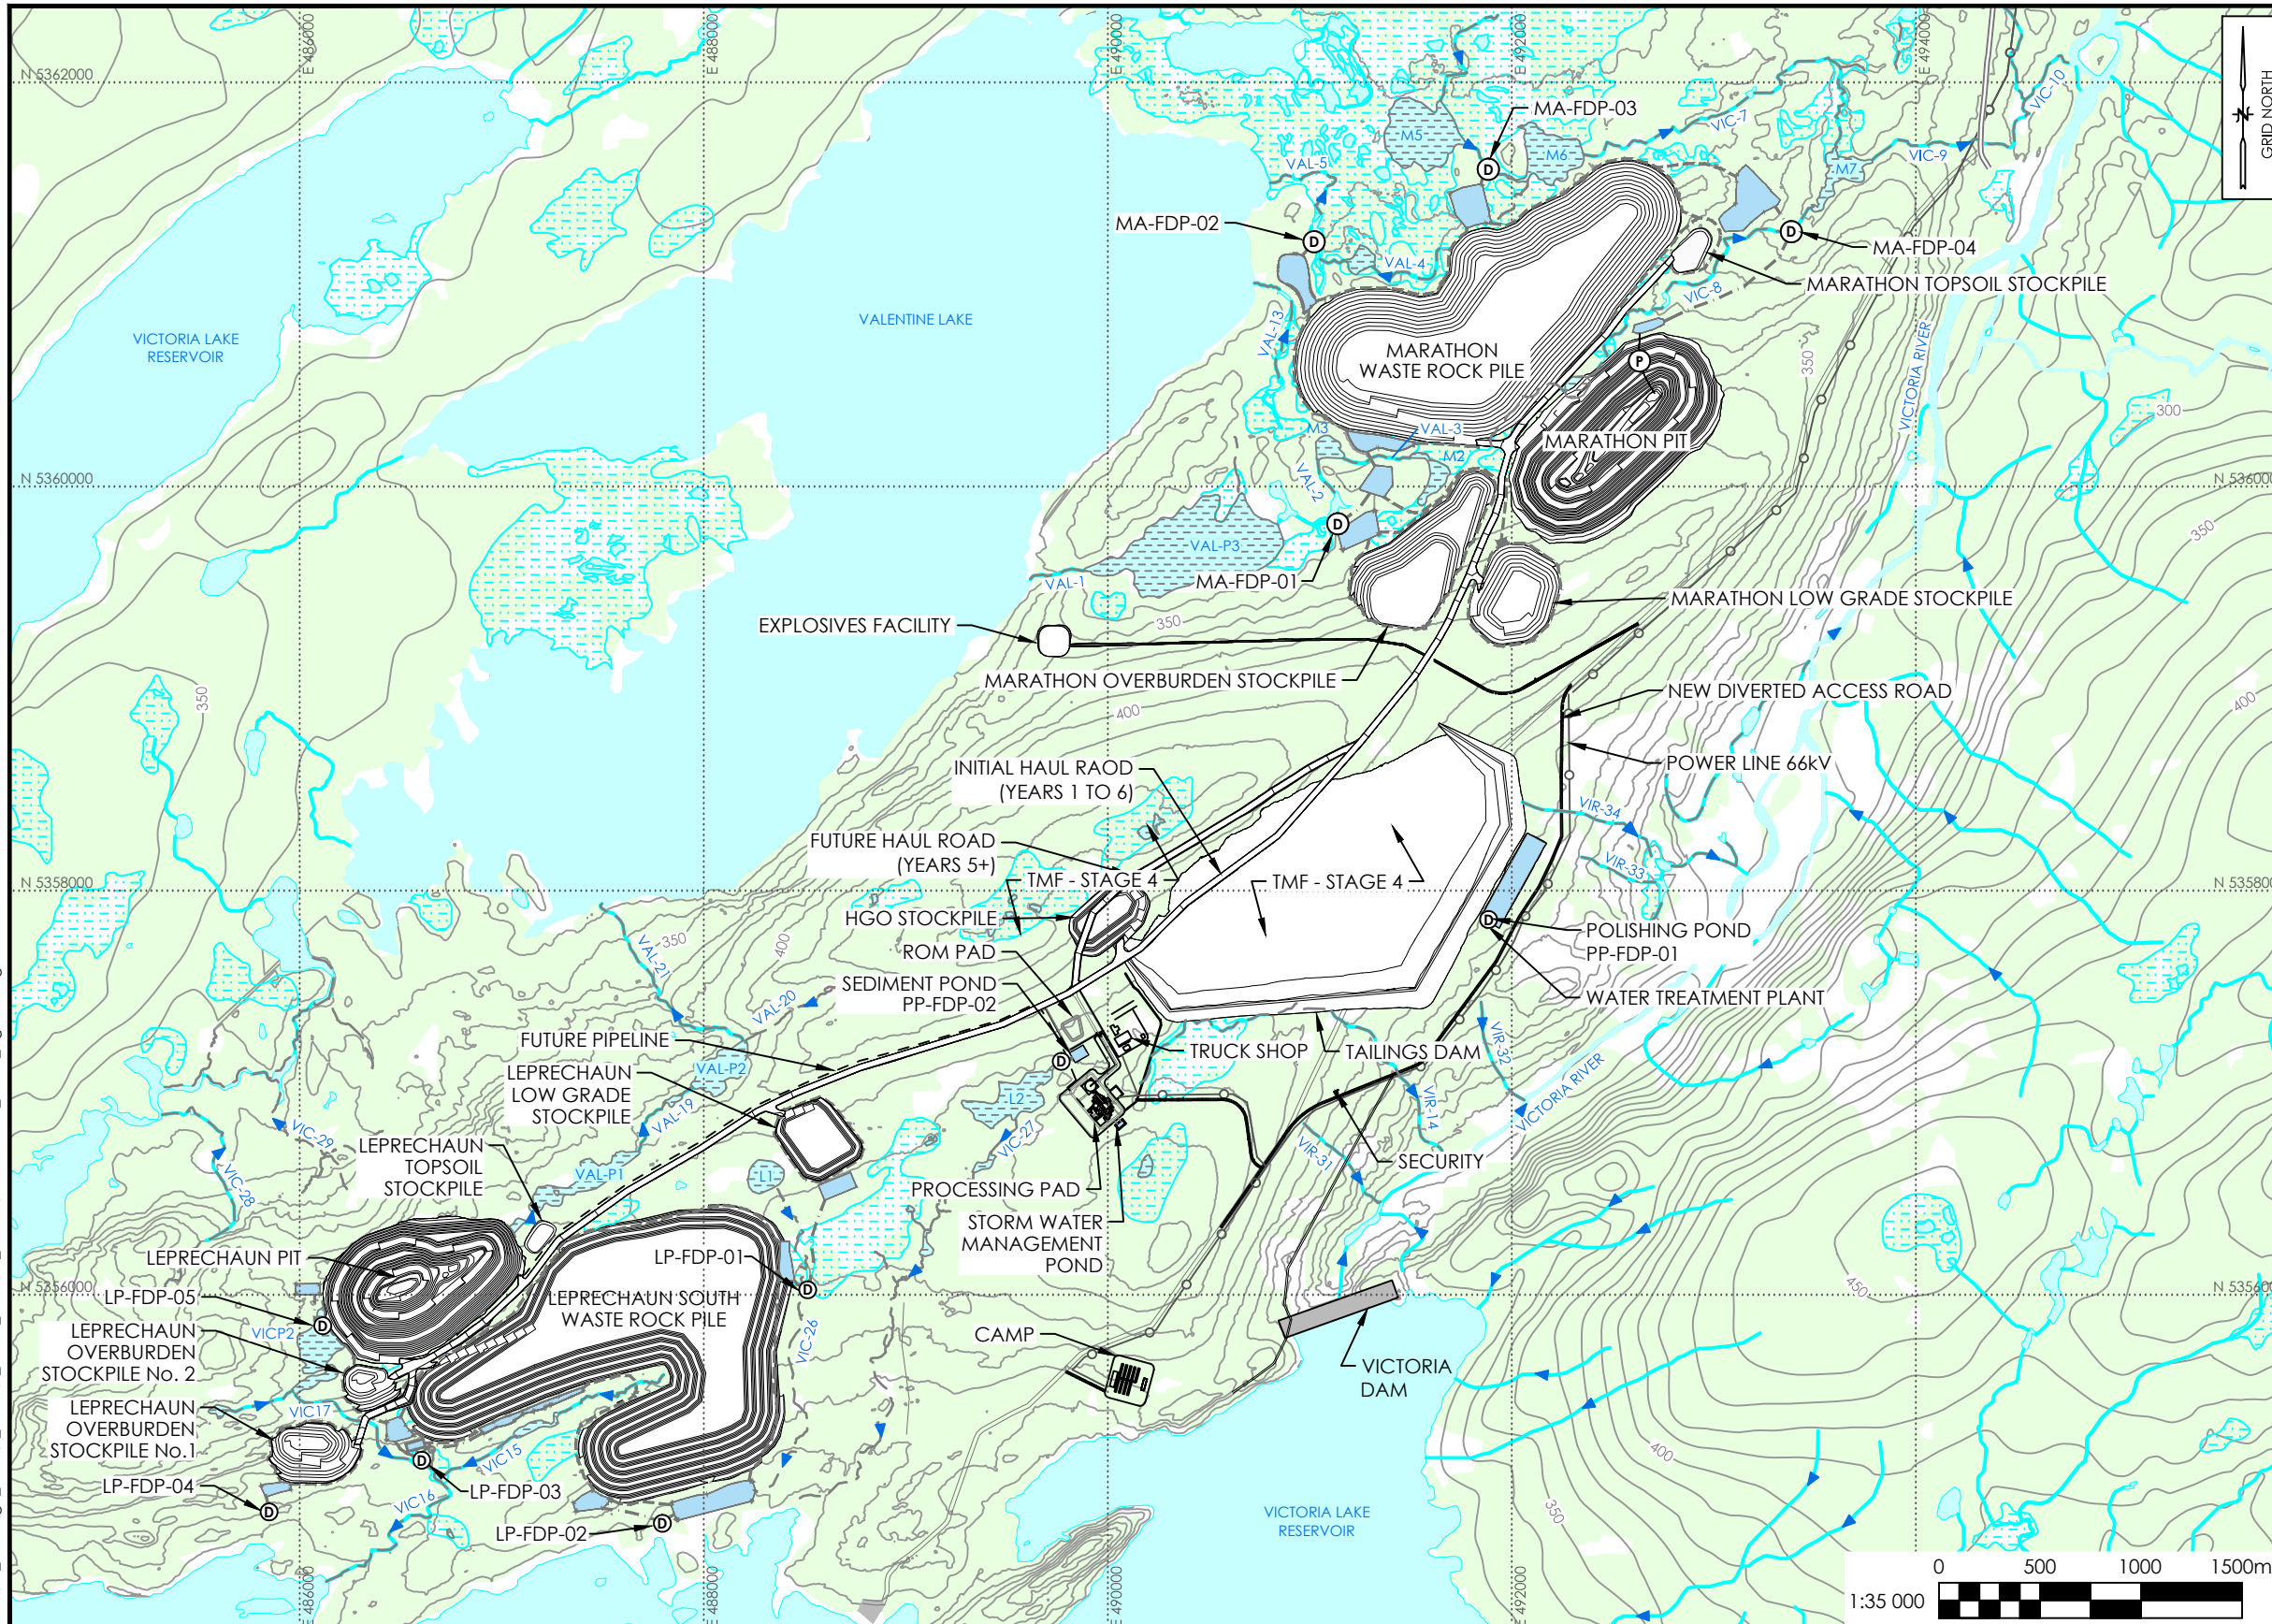 E 486000
E 488000
E 490000
E 492000
E 494000
N 5362000
GRID NORTH
N
VIC-10
MA-FDP-03
D
VIC-7
M5
M6
VIC-9
M7
VAL-5
MA-FDP-02
D
D
MA-FDP-04
VAL-4
MARATHON TOPSOIL STOCKPILE
VIC-8
VICTORIA LAKE
RESERVOIR
VALENTINE LAKE
VAL-13
MARATHON
WASTE ROCK PILE
P
350
VICTORIA RIVER
300
M3
VAL-3
M2
MARATHON PIT
N 5360000
N 536000
VAL-2
350
D
VAL-P3
VAL-1
MA-FDP-01
MARATHON LOW GRADE STOCKPILE
EXPLOSIVES FACILITY
350
MARATHON OVERBURDEN STOCKPILE
350
NEW DIVERTED ACCESS ROAD
400
400
POWER LINE 66kV
INITIAL HAUL RAOD
(YEARS 1 TO 6)
VIR-34
FUTURE HAUL ROAD
(YEARS 5+)
VIR-33
TMF - STAGE 4
TMF - STAGE 4
N 5358000
N 535800
HGO STOCKPILE
D
POLISHING POND
PP-FDP-01
ROM PAD
350
400
VAL-21
SEDIMENT POND
PP-FDP-02
VAL-20
WATER TREATMENT PLANT
FUTURE PIPELINE
D
TRUCK SHOP
TAILINGS DAM
VIR-32
VAL-P2
LEPRECHAUN
LOW GRADE
STOCKPILE
L2
VICTORIA RIVER
VAL-19
VIC-29
VIC-27
VIR-14
LEPRECHAUN
TOPSOIL
STOCKPILE
VIR-31
SECURITY
VIC-28
VAL-P1
L1
PROCESSING PAD
STORM WATER
MANAGEMENT
POND
LEPRECHAUN PIT
LP-FDP-01
D
N 5356000
N 535600
450
LP-FDP-05
LEPRECHAUN SOUTH
WASTE ROCK PILE
D
VICP2
VIC-26
LEPRECHAUN
OVERBURDEN
STOCKPILE No. 2
CAMP
VICTORIA
DAM
VIC17
LEPRECHAUN
OVERBURDEN
STOCKPILE No.1
400
D
VIC15
LP-FDP-04
LP-FDP-03
D
VIC16
350
LP-FDP-02
D
VICTORIA LAKE
RESERVOIR
E 486000
E 488000
E 490000
E 492000
E 494000
0 500 1000 1500m
1:35 000